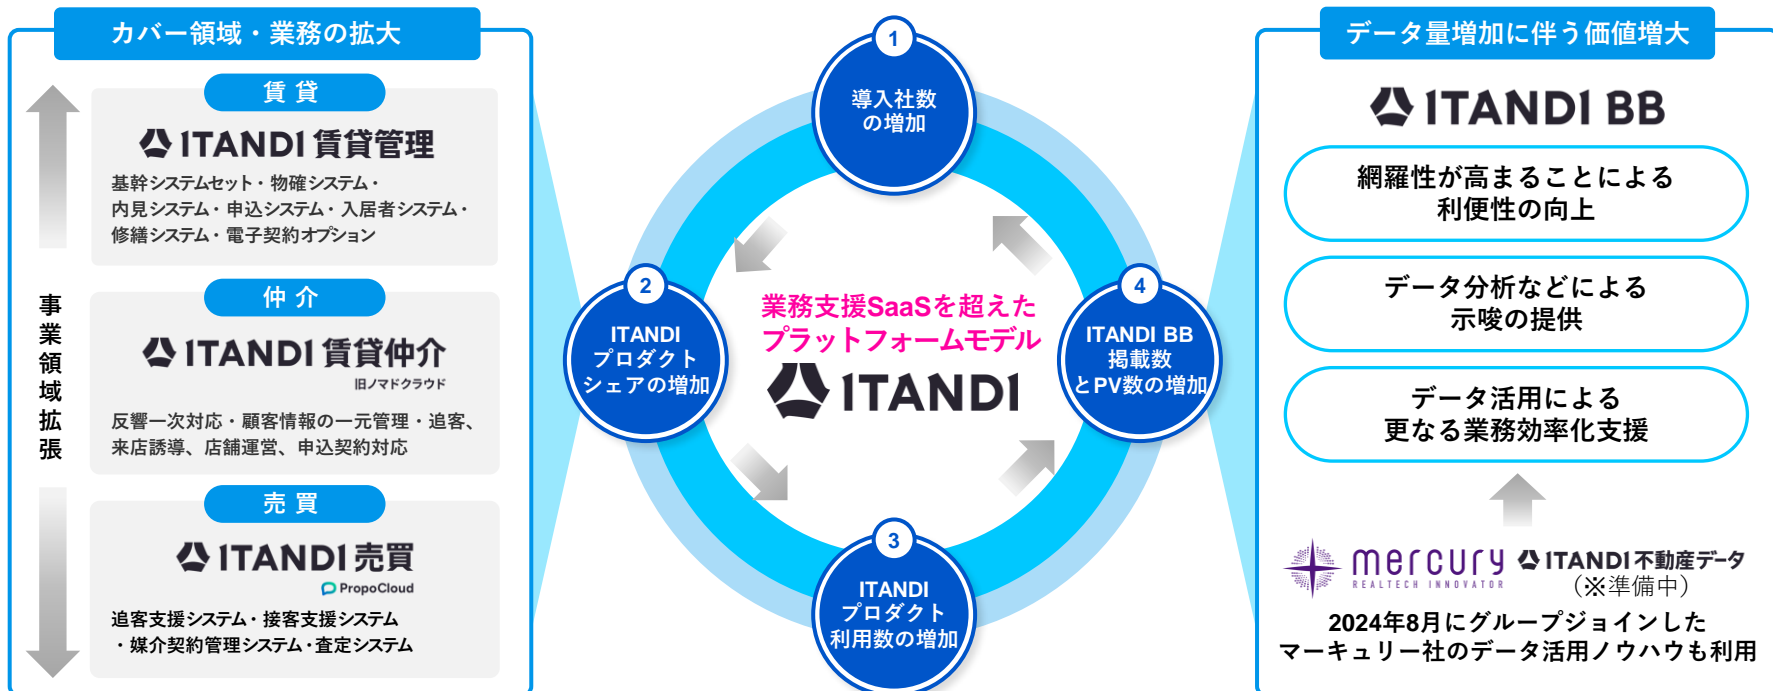 カバー領域・業務の拡大
事業領域拡張
賃 貸
ITANDI 賃貸管理
基幹システムセット・物確システム・
内見システム・申込システム・入居者システム・
修繕システム・電子契約オプション
仲 介
ITANDI 賃貸仲介
旧ノマドクラウド
反響一次対応・顧客情報の一元管理・追客、
来店誘導、店舗運営、申込契約対応
売 買
ITANDI 売買
PropoCloud
追客支援システム・接客支援システム
・媒介契約管理システム・査定システム
1
導入社数
の増加
2
ITANDI
プロダクト
シェアの増加
業務支援SaaSを超えた
プラットフォームモデル
ITANDI
3
ITANDI
プロダクト
利用数の増加
4
ITANDI BB
掲載数
とPV数の増加
データ量増加に伴う価値増大
ITANDI BB
網羅性が高まることによる
利便性の向上
データ分析などによる
示唆の提供
データ活用による
更なる業務効率化支援
mercury
REALTECH INNOVATOR
ITANDI 不動産データ
（※準備中）
2024年8月にグループジョインした
マーキュリー社のデータ活用ノウハウも利用